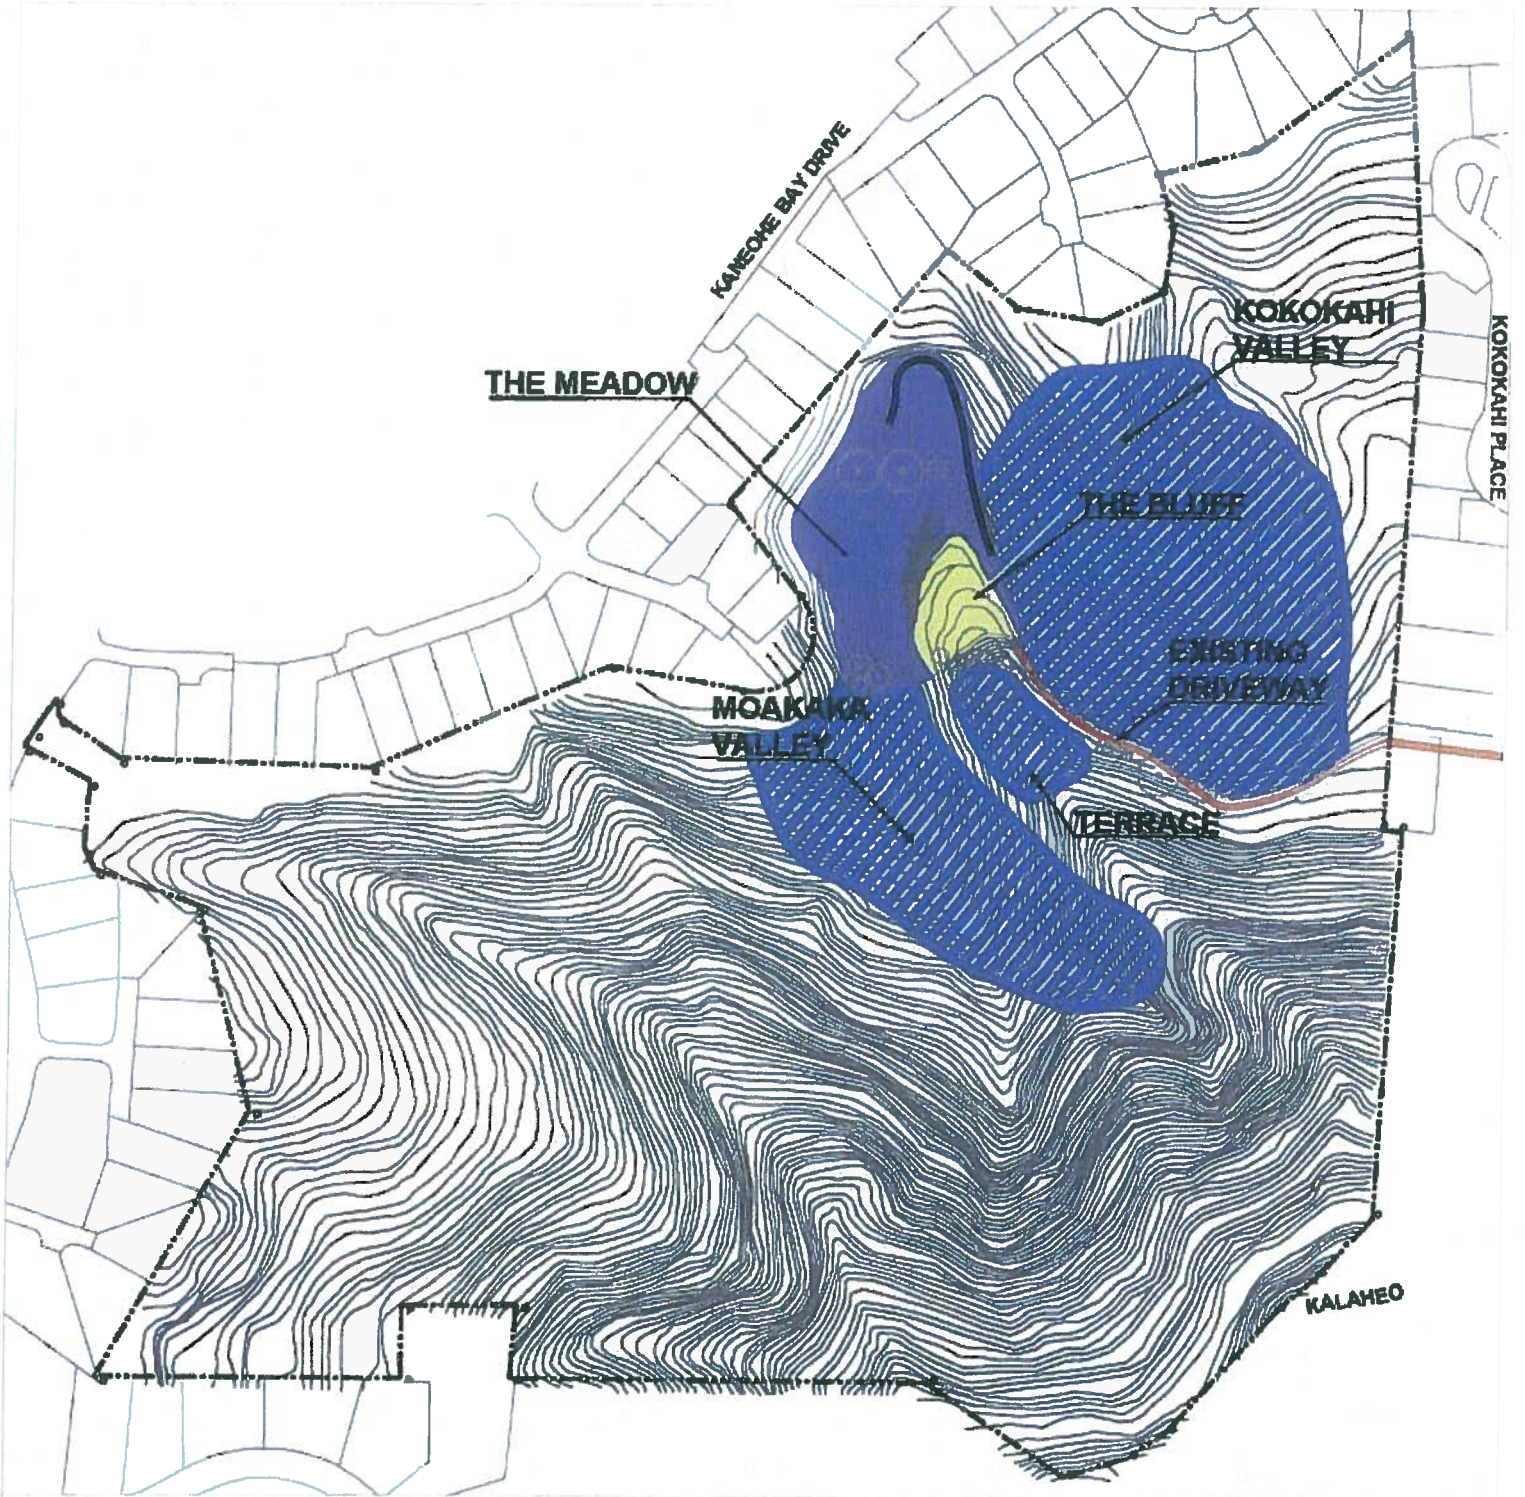 KANEOHE BAY DRIVE
KOKOKAHI
VALLEY
KOKOKAHI PLACE
THE MEADOW
THE BLUFF
EXISTING
DRIVEWAY
MOAKAKA
VALLEY
TERRACE
KALAHEO